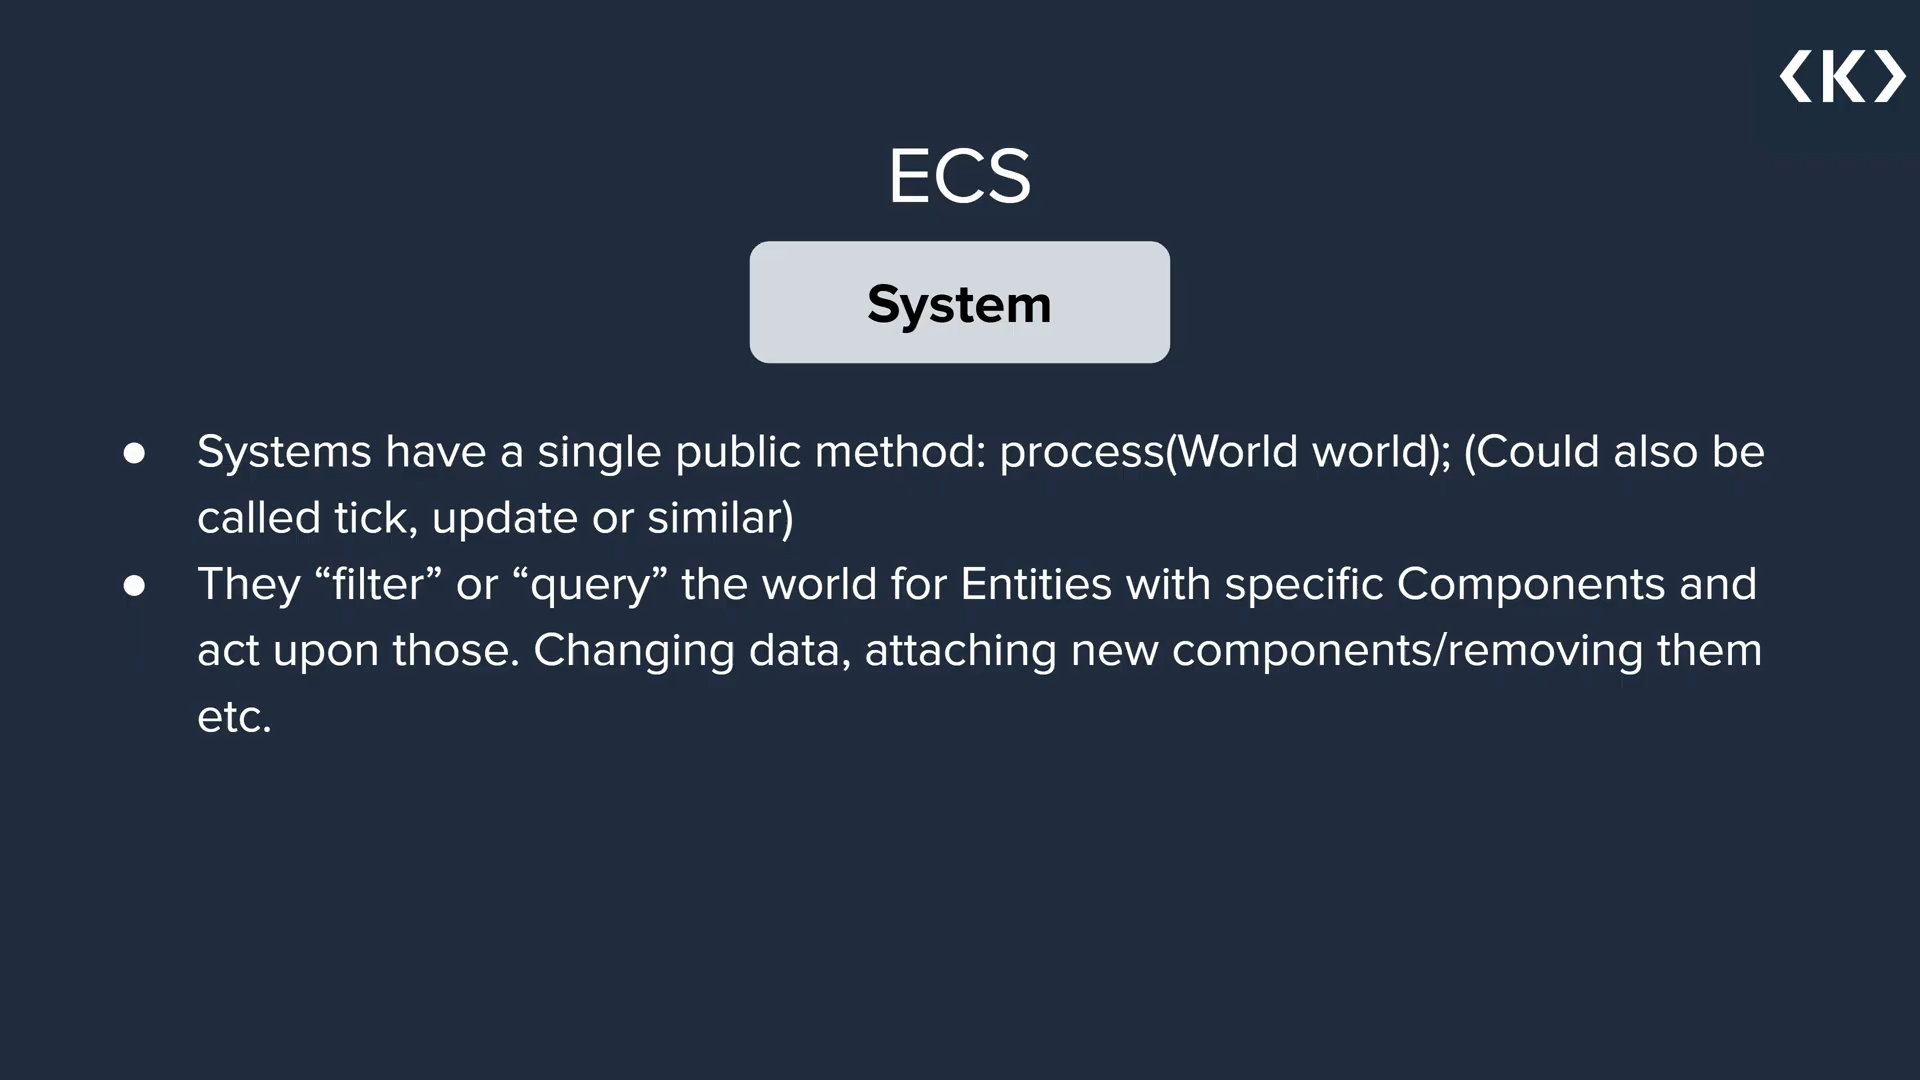 <K>
ECS
System
● Systems have a single public method: process(World world); (Could also be
called tick, update or similar)
● They “filter” or “query” the world for Entities with specific Components and
act upon those. Changing data, attaching new components/removing them
etc.